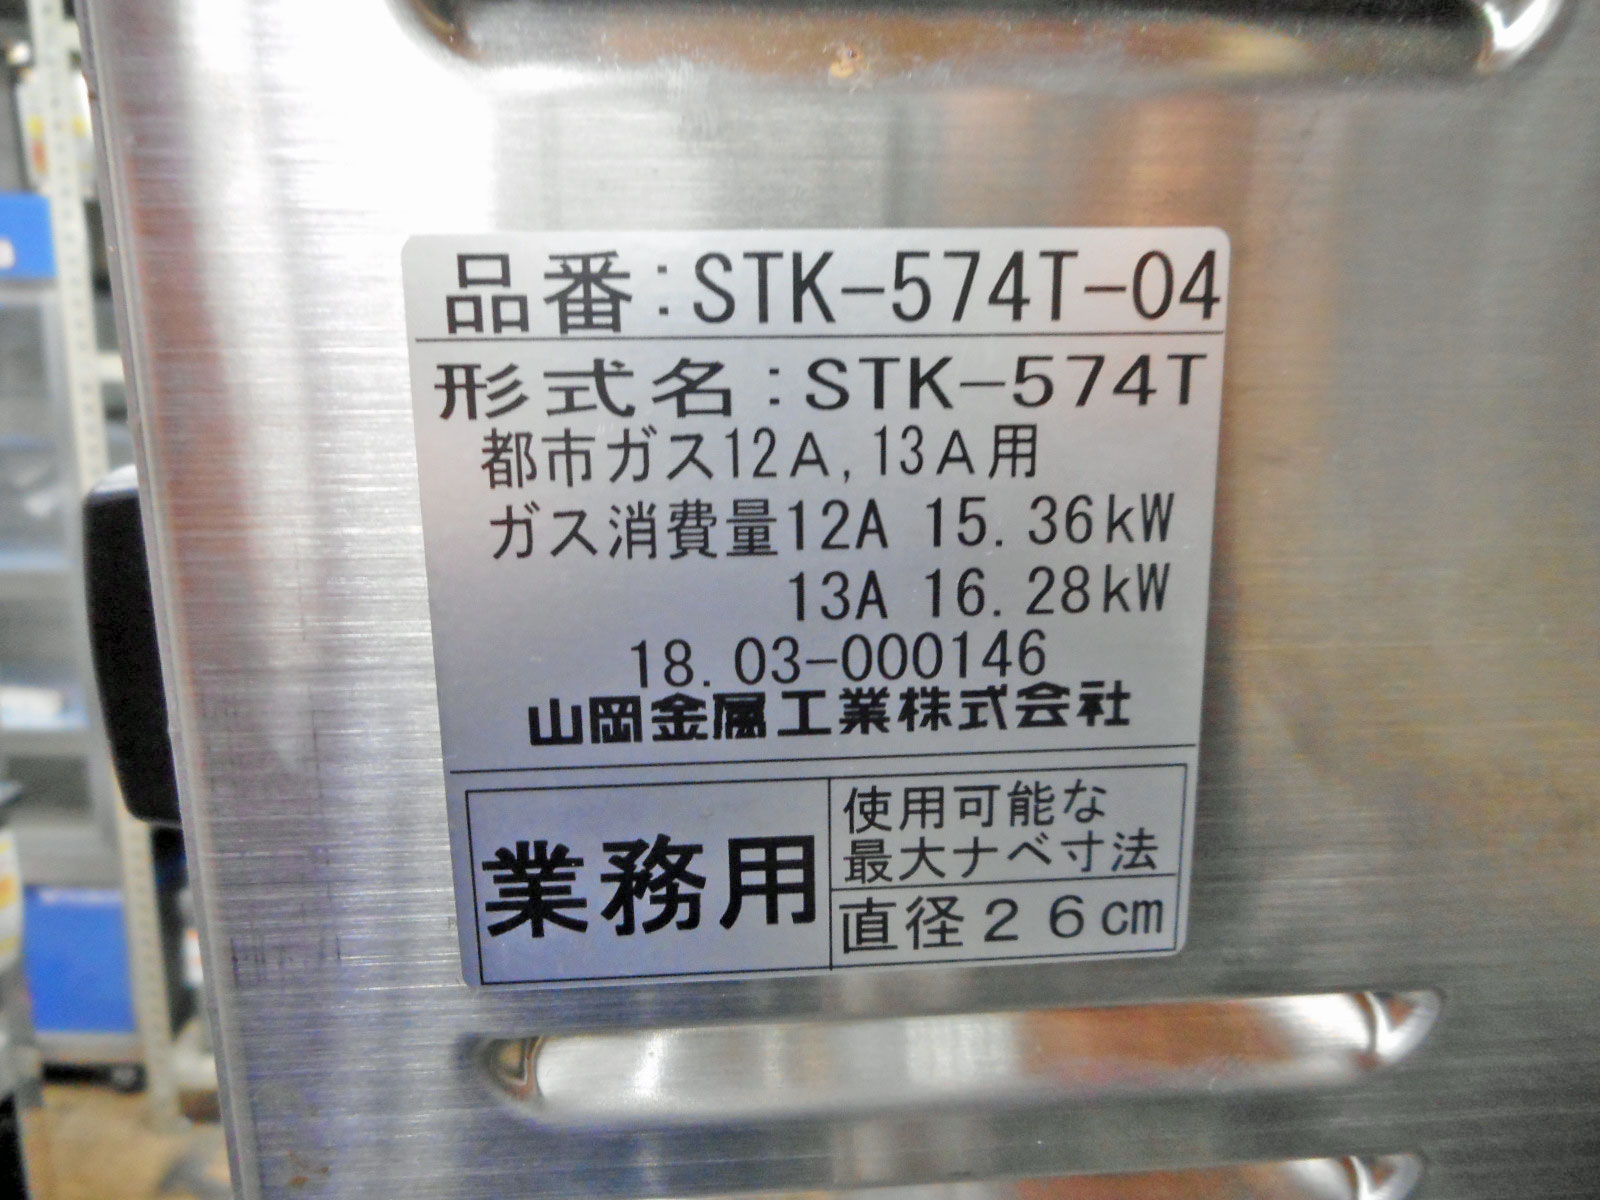 品番:STK-574T-04
形式名:STK-574T
都市ガス12A,13A用
ガス消費量12A 15.36kW
13A 16.28kW
18.03-000146
山岡金属工業株式会社
業務用
使用可能な
最大ナベ寸法
直径26cm